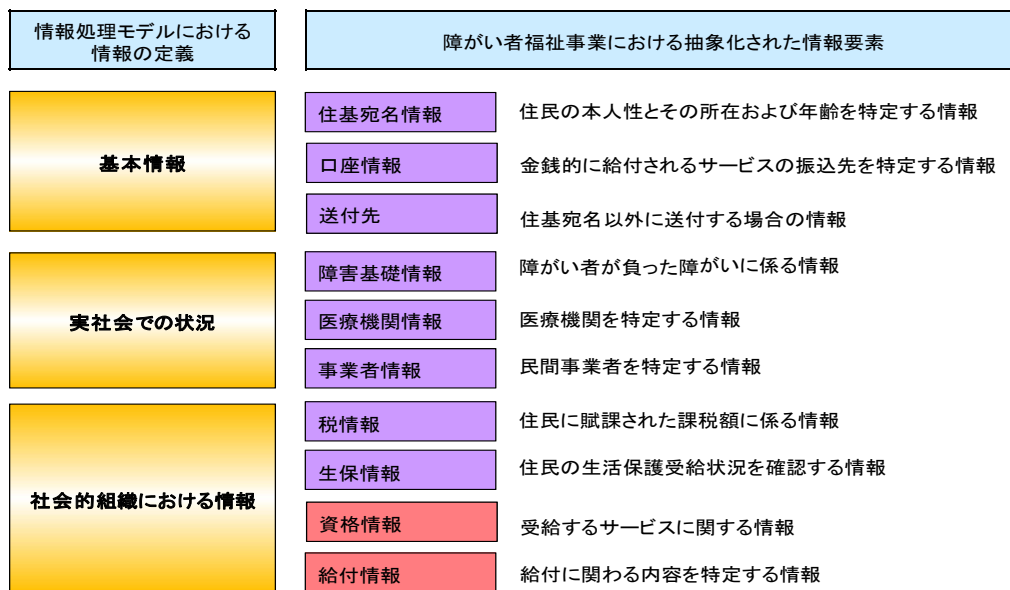 情報処理モデルにおける
情報の定義
障がい者福祉事業における抽象化された情報要素
基本情報
住基宛名情報
住民の本人性とその所在および年齢を特定する情報
口座情報
金銭的に給付されるサービスの振込先を特定する情報
送付先
住基宛名以外に送付する場合の情報
実社会での状況
障害基礎情報
障がい者が負った障がいに係る情報
医療機関情報
医療機関を特定する情報
事業者情報
民間事業者を特定する情報
社会的組織における情報
税情報
住民に賦課された課税額に係る情報
生保情報
住民の生活保護受給状況を確認する情報
資格情報
受給するサービスに関する情報
給付情報
給付に関わる内容を特定する情報